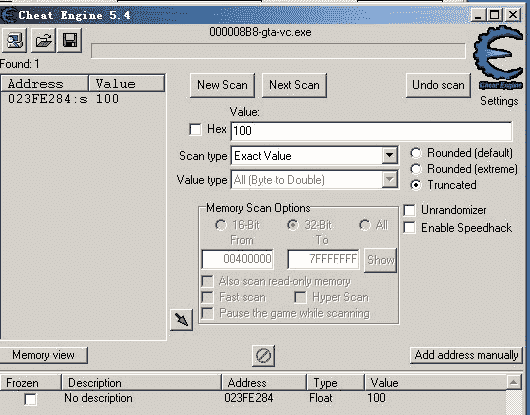 Cheat Engine 5.4
000008B8-gta-vc.exe
Found: 1
Address Value
023FE284:s 100
New Scan Next Scan Undo scan
Cheat Engine
Settings
Value:
Hex 100
Scan type Exact Value
Value type All (Byte to Double)
Rounded (default)
Rounded (extreme)
Truncated
Memory Scan Options
16-Bit 32-Bit All
From To
00400000 7FFFFFFF Show
Also scan read-only memory
Fast scan Hyper Scan
Pause the game while scanning
Unrandomizer
Enable Speedhack
Memory view Add address manually
Frozen Description Address Type Value
No description 023FE284 Float 100